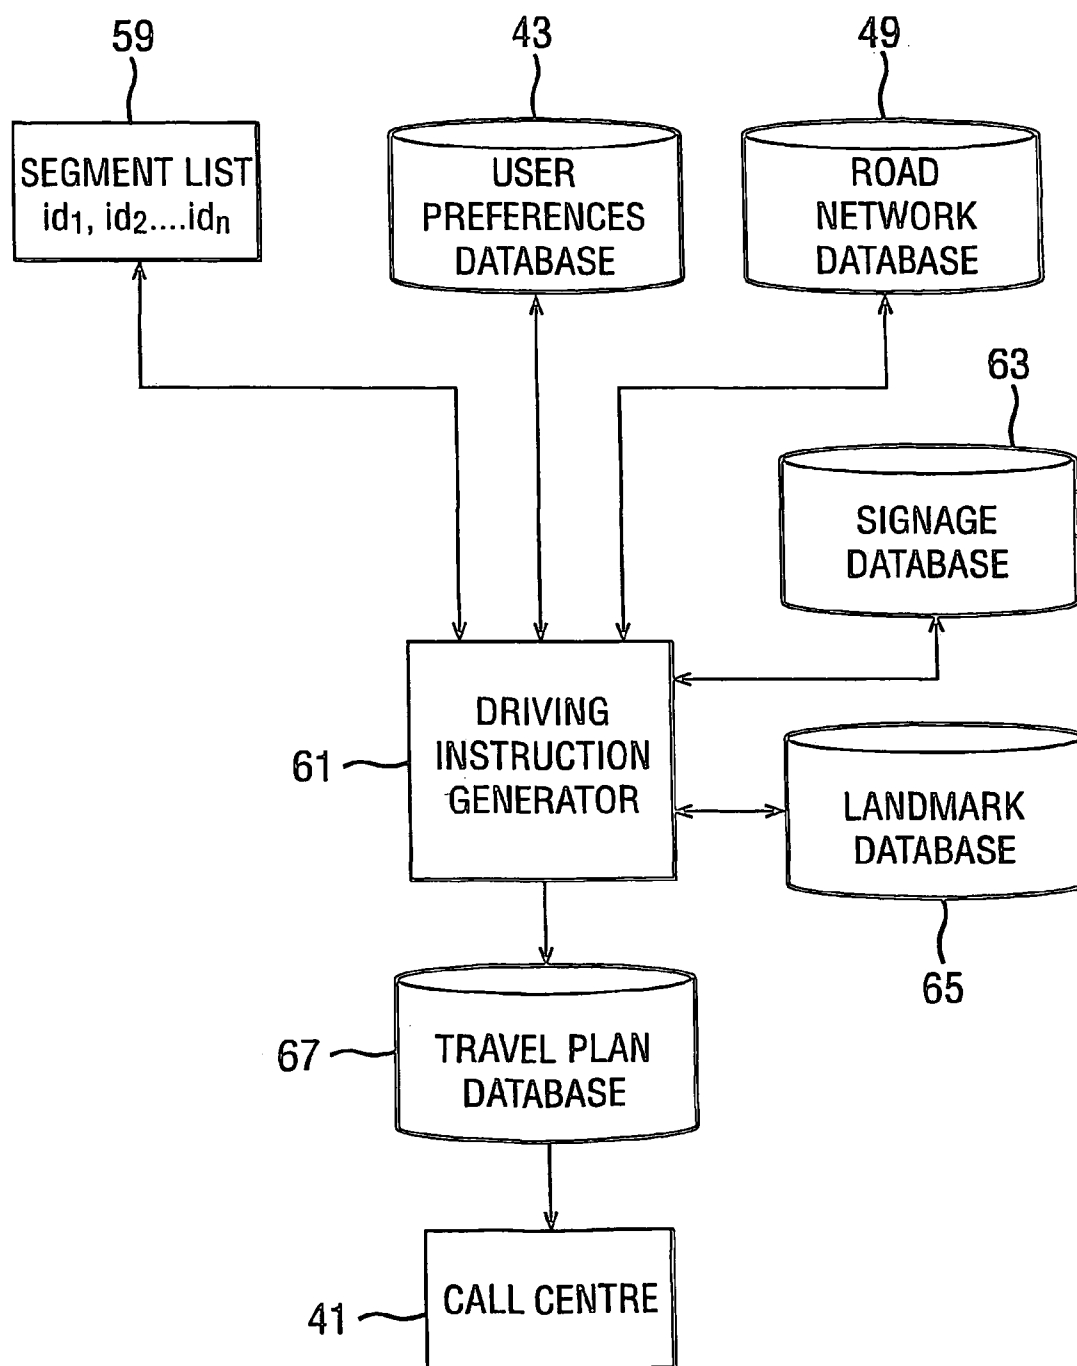 59
43
49
SEGMENT LIST
id1, id2....idn
USER
PREFERENCES
DATABASE
ROAD
NETWORK
DATABASE
63
SIGNAGE
DATABASE
61
DRIVING
INSTRUCTION
GENERATOR
LANDMARK
DATABASE
65
67
TRAVEL PLAN
DATABASE
41
CALL CENTRE